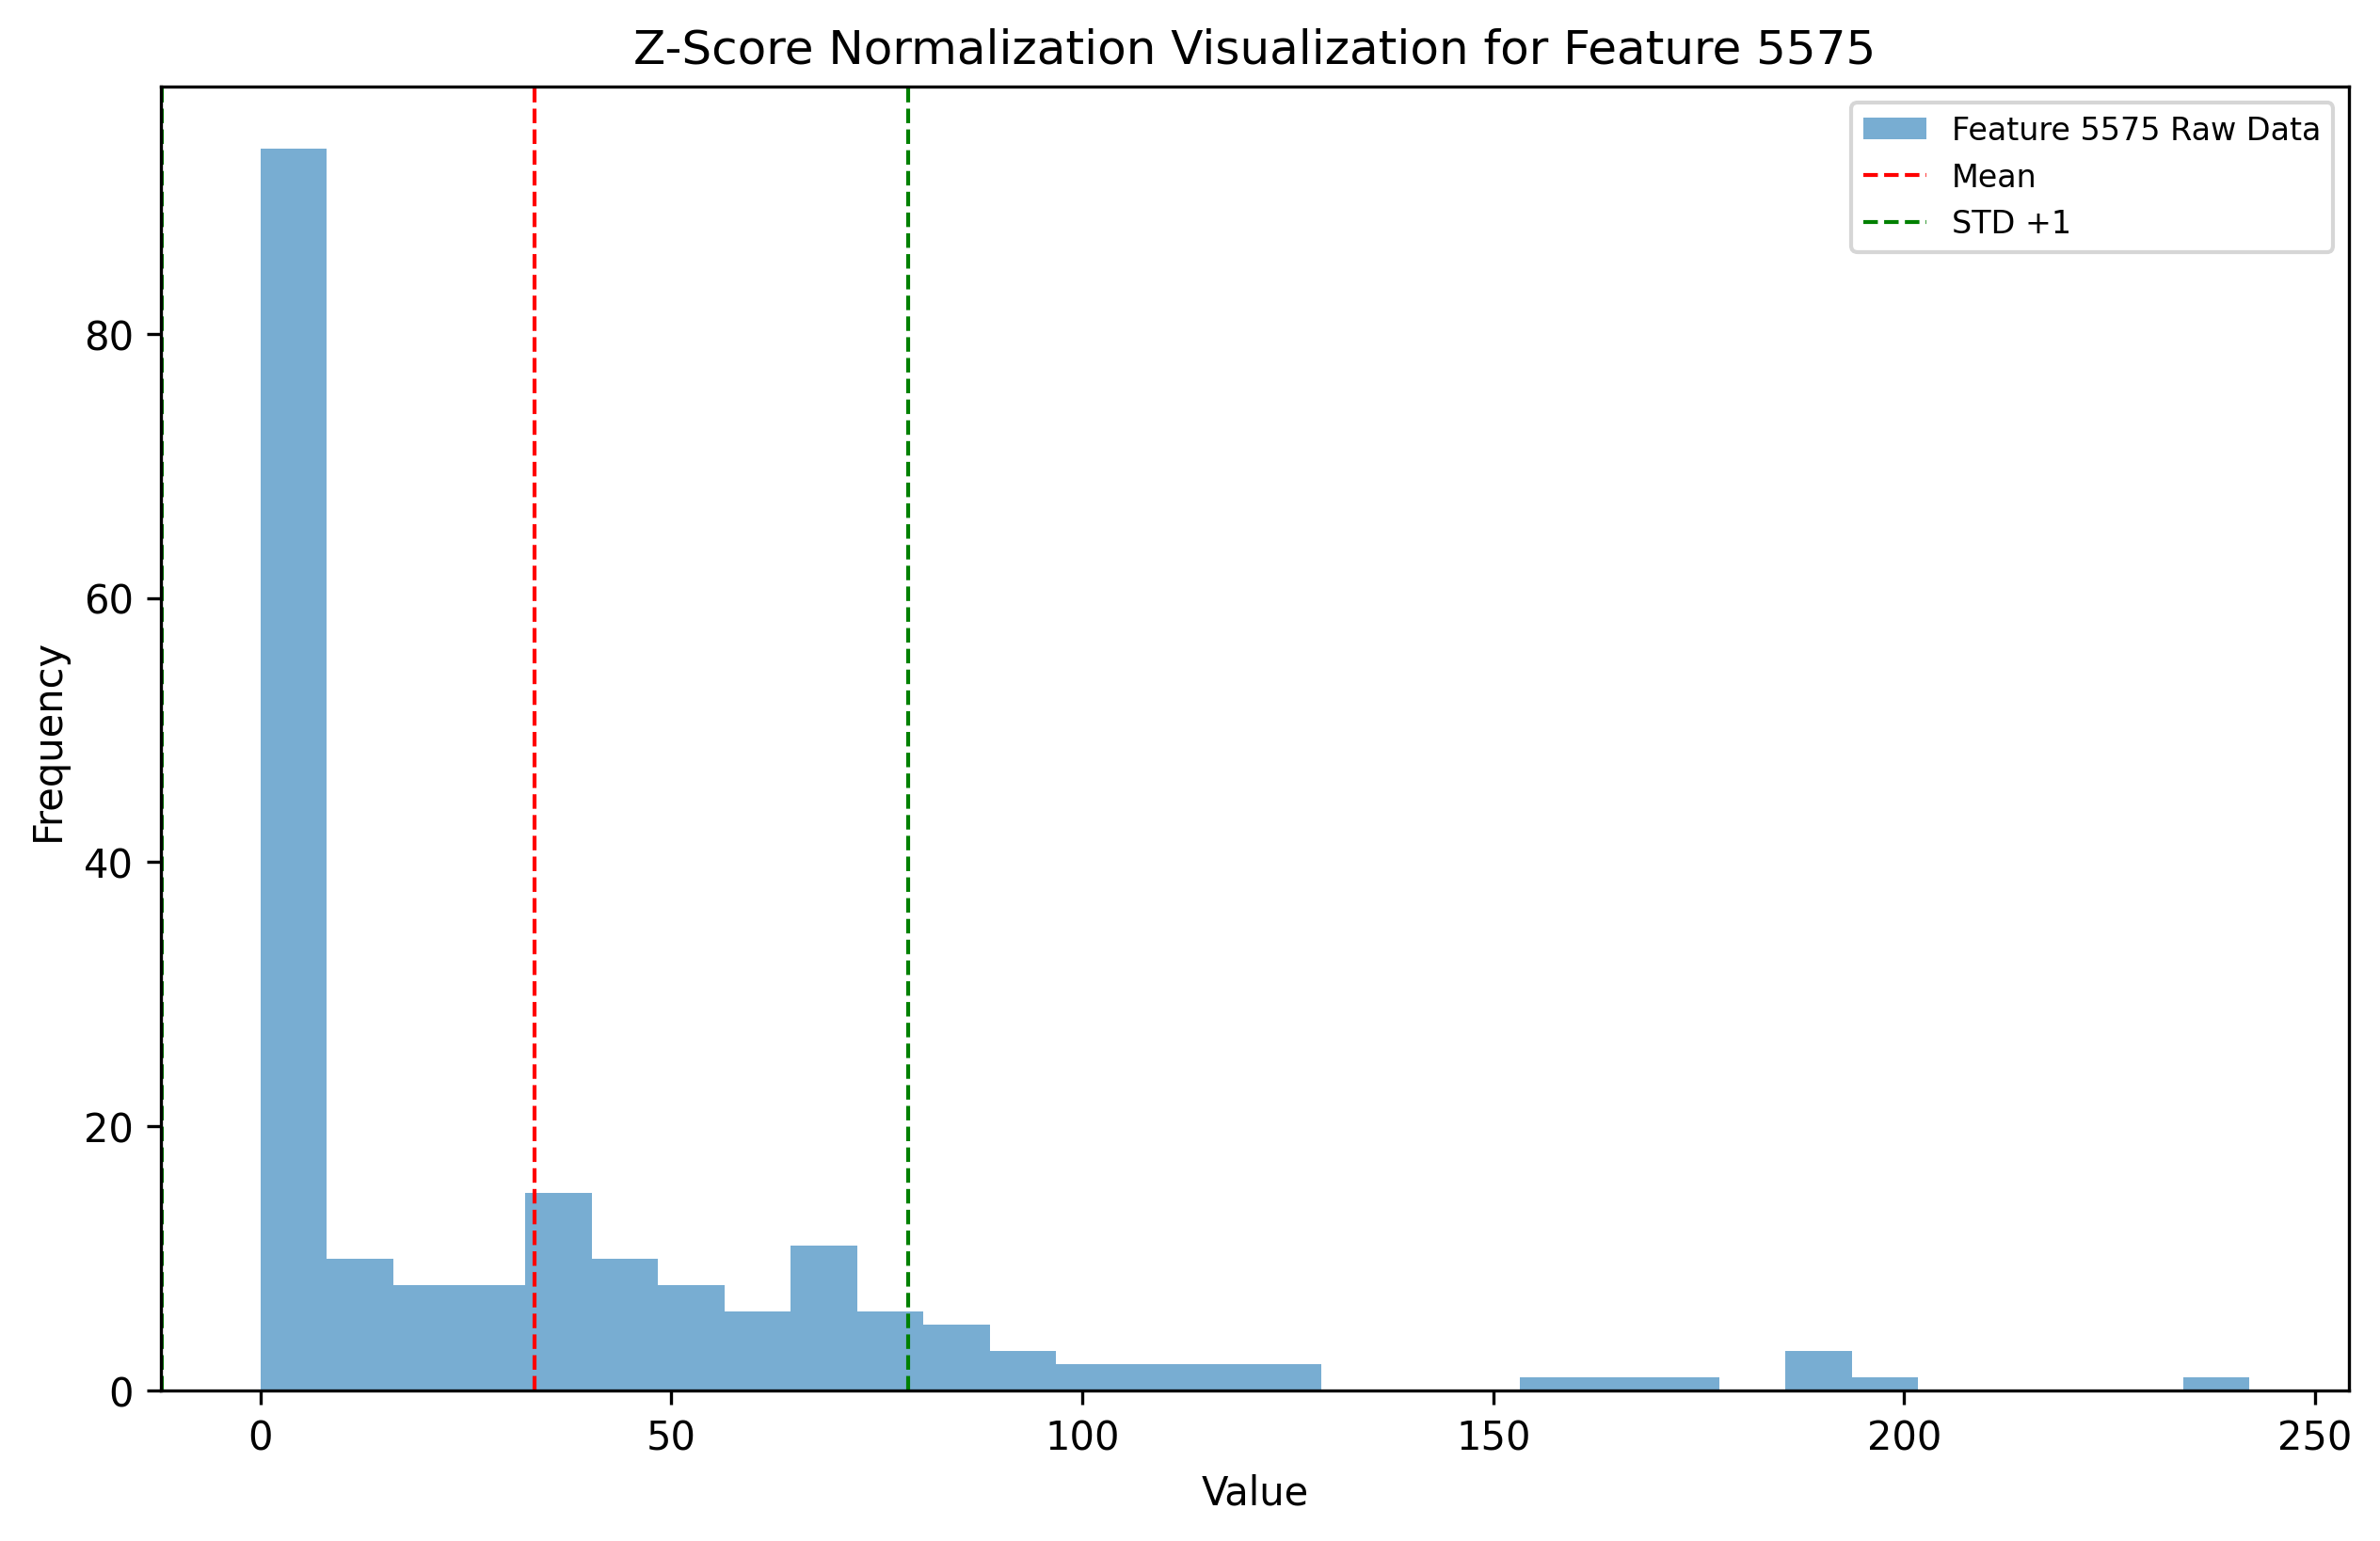 Z-Score Normalization Visualization for Feature 5575
Feature 5575 Raw Data
Mean
STD +1
80
60
40
20
0
Frequency
0 50 100 150 200 250
Value